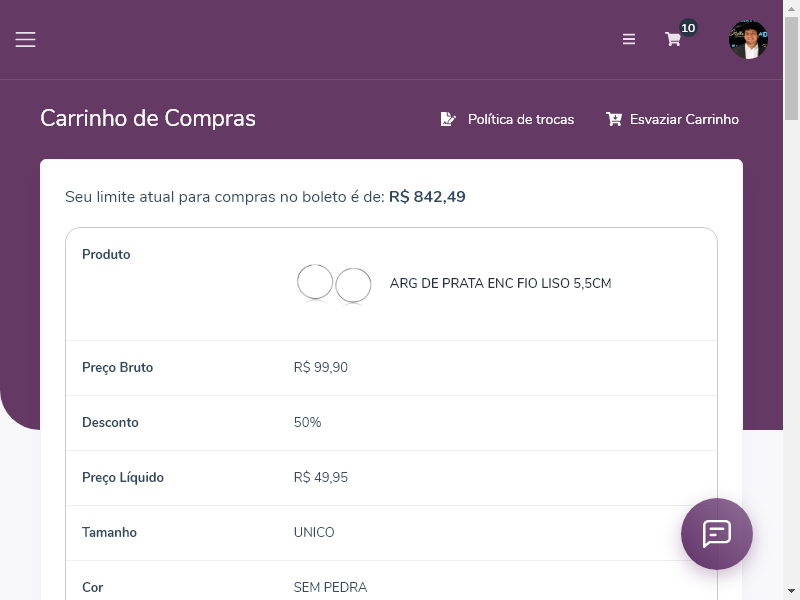 10
Carrinho de Compras
Política de trocas
Esvaziar Carrinho
Seu limite atual para compras no boleto é de: R$ 842,49
Produto
ARG DE PRATA ENC FIO LISO 5,5CM
Preço Bruto R$ 99,90
Desconto 50%
Preço Líquido R$ 49,95
Tamanho UNICO
Cor SEM PEDRA